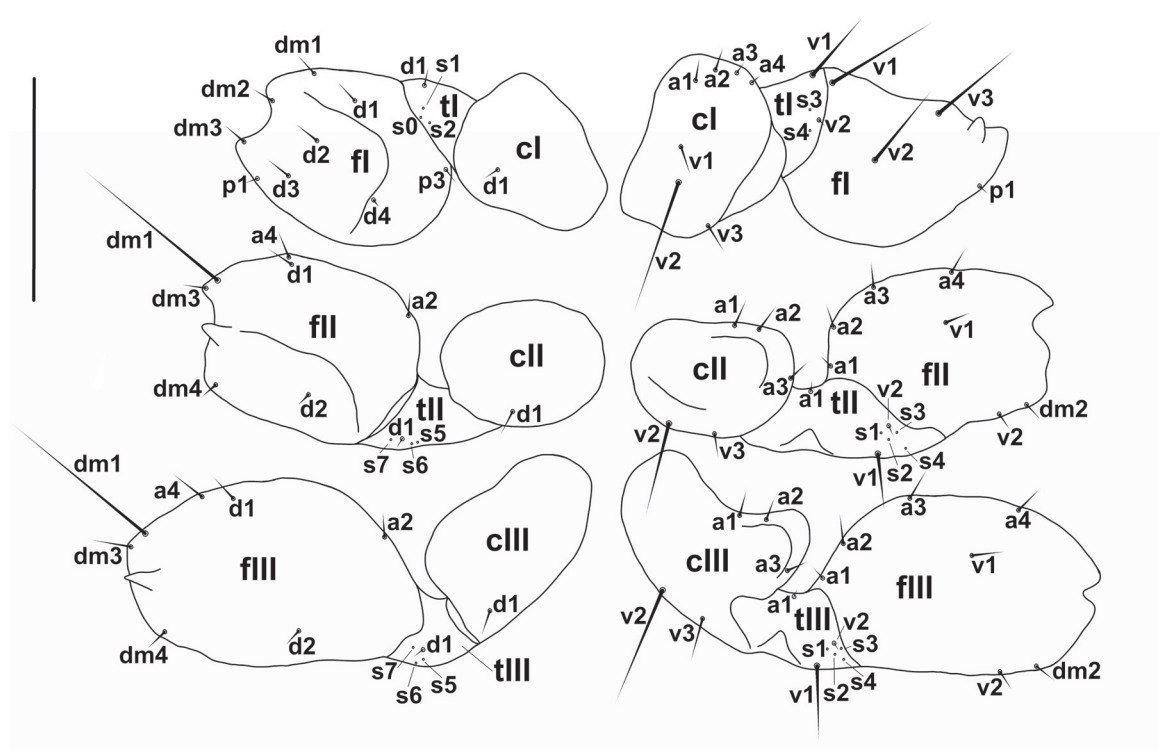 dm1
d1 s1
dm2
d1
tI
dm3
s0 s2
d2
fI
cI
p1
d3
p3
d1
d4
v1
a3
a1 a2 a4
v1
tI s3
v3
cI
s4 v2
v1
v2
fI
p1
v3
v2
dm1
a4
d1
dm3
a2
fII
cII
dm4
d2
tII
d1
d1 s5
s7 s6
a3
a4
a1
a2
a2
v1
cII
a1
fII
a3
a1
tII
v2
s3
dm2
v2
s1
v2
v3
s4
v1 s2
dm1
a4
d1
a2
dm3
cIII
fIII
d1
dm4
d2
d1
s7
tIII
s5
s6
a3
a2
a4
a1
a2
cIII
v1
a3
a1
fIII
a1
v2
tIII
v2
v3
s1
s3
s4
dm2
v1 s2
v2